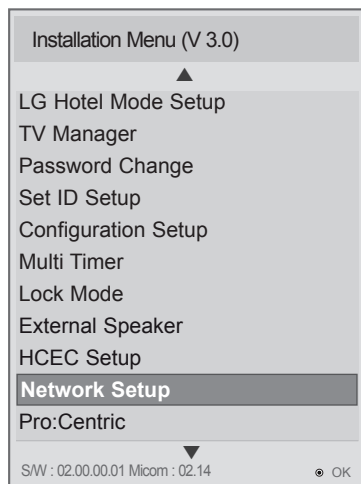 Installation Menu (V 3.0)
LG Hotel Mode Setup
TV Manager
Password Change
Set ID Setup
Configuration Setup
Multi Timer
Lock Mode
External Speaker
HCEC Setup
Network Setup
Pro:Centric
S/W : 02.00.00.01 Micom : 02.14 OK